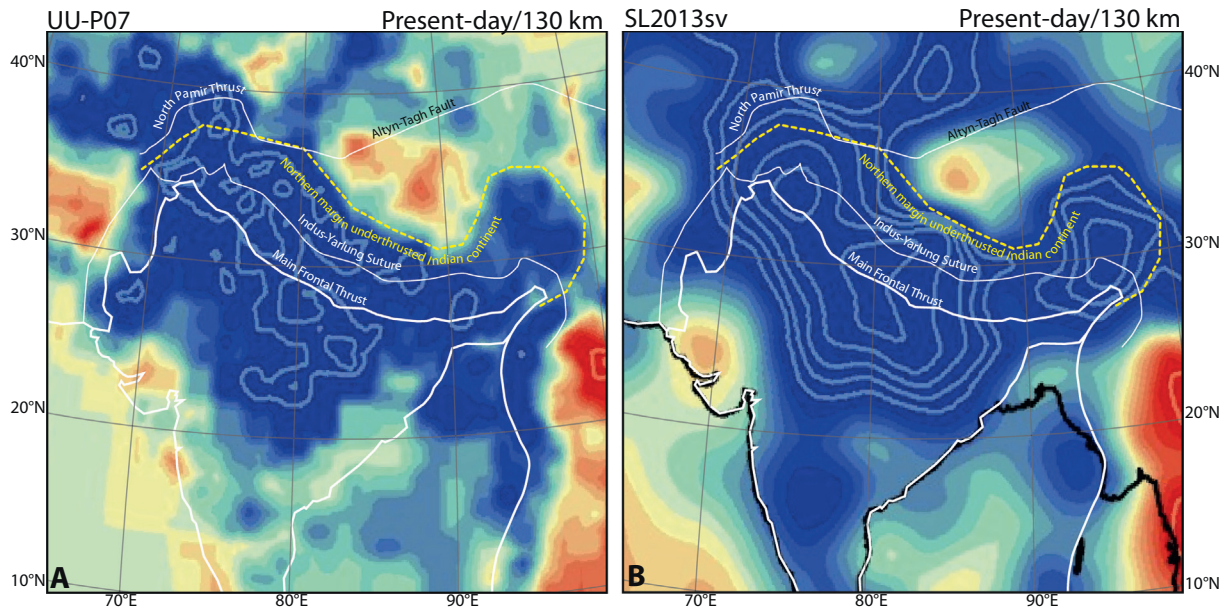 UU-P07
Present-day/130 km
SL2013sv
Present-day/130 km
40°N
30°N
20°N
10°N
North Pamir Thrust
Altyn-Tagh Fault
Northern margin underthrusted Indian continent
Indus-Yarlung Suture
Main Frontal Thrust
A
70°E
80°E
90°E
North Pamir Thrust
Altyn-Tagh Fault
Northern margin underthrusted Indian continent
Indus-Yarlung Suture
Main Frontal Thrust
B
70°E
80°E
90°E
40°N
30°N
20°N
10°N